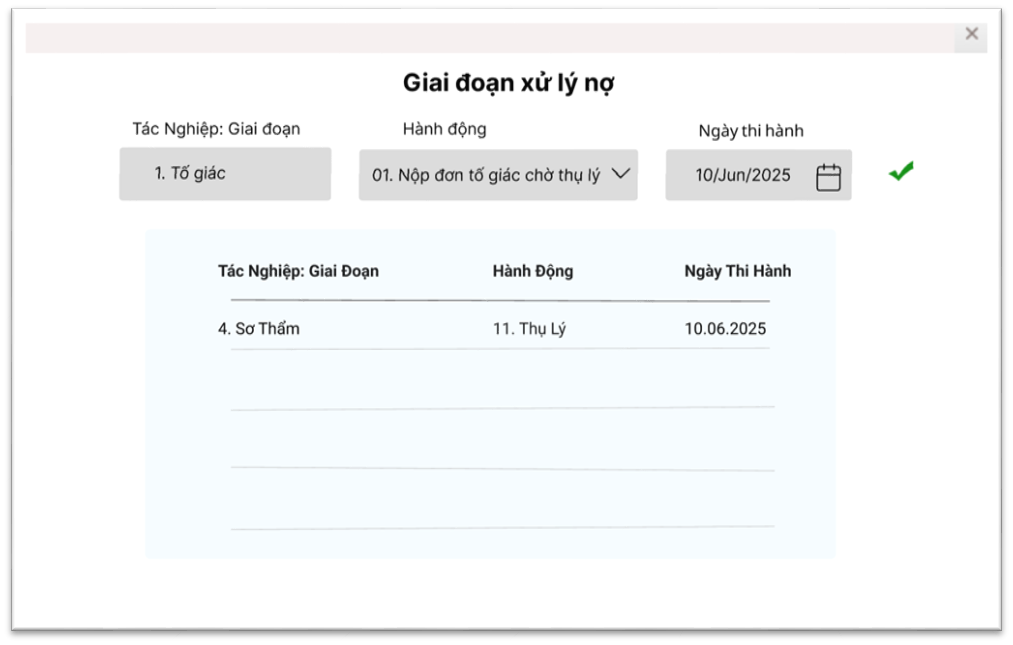 Giai đoạn xử lý nợ
Tác Nghiệp: Giai đoạn Hành động Ngày thi hành
1. Tố giác 01. Nộp đơn tố giác chờ thụ lý 10/Jun/2025
Tác Nghiệp: Giai Đoạn Hành Động Ngày Thi Hành
4. Sơ Thẩm 11. Thụ Lý 10.06.2025